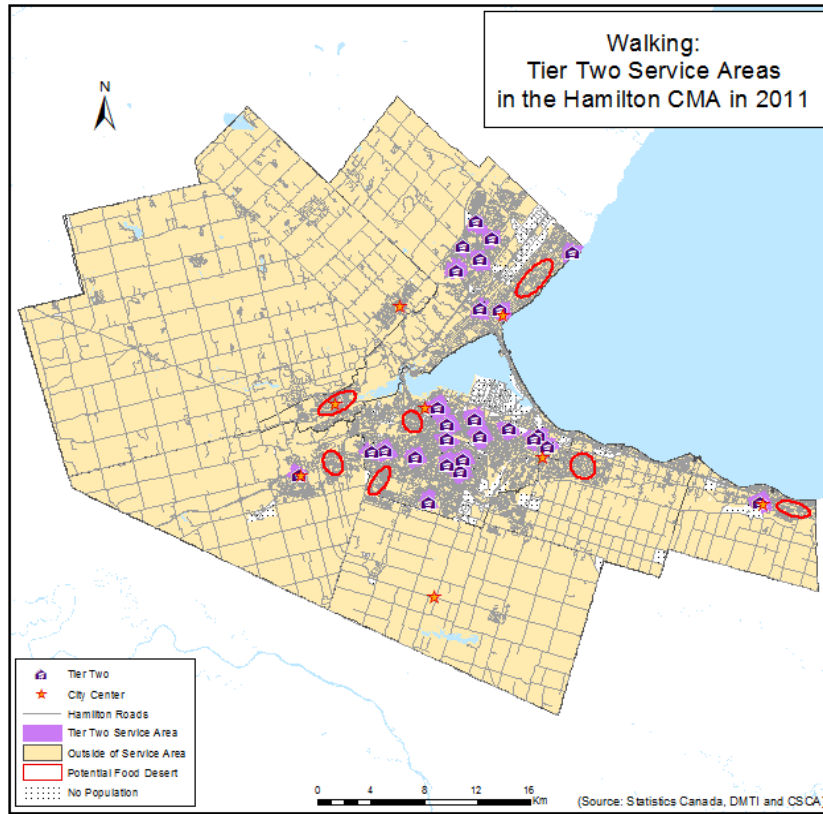 Walking:
Tier Two Service Areas
in the Hamilton CMA in 2011
N
Tier Two
City Center
Hamilton Roads
Tier Two Service Area
Outside of Service Area
Potential Food Desert
No Population
0 2 4 8 12 16
Km
(Source: Statistics Canada, DMTI and CSCA)